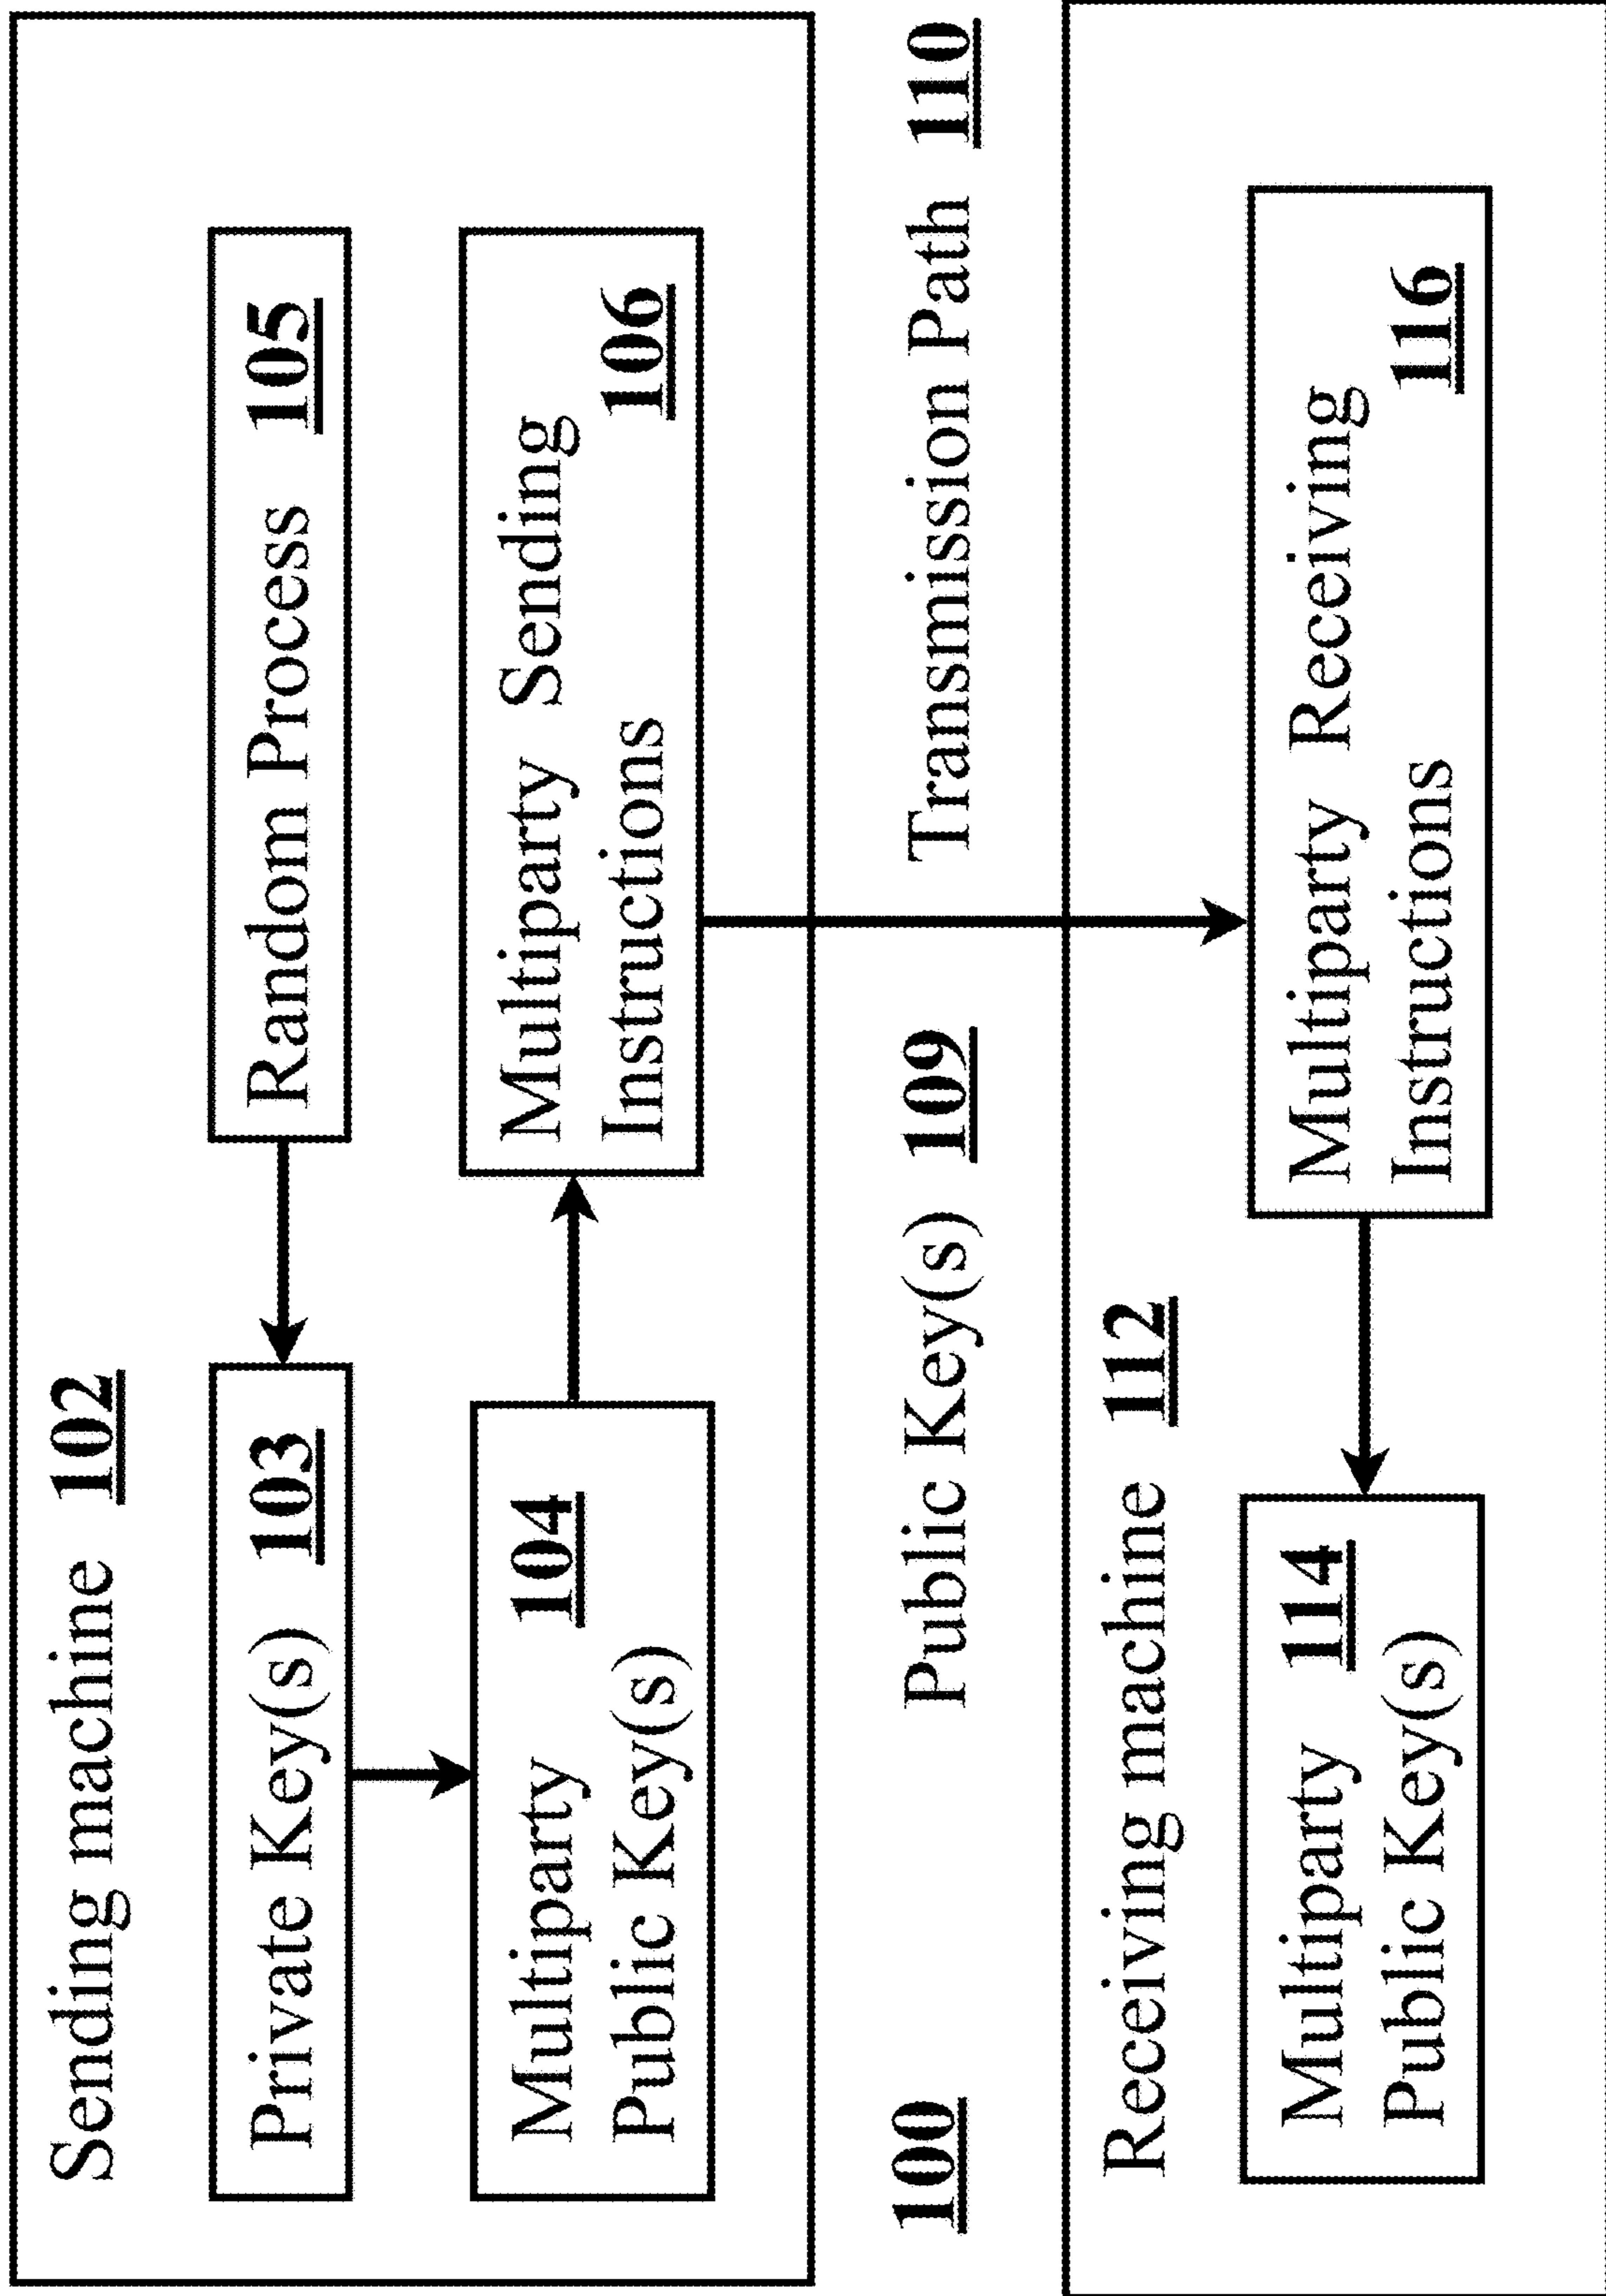 Sending machine 102
Private Key(s) 103
Random Process 105
Multiparty 104
Public Key(s)
Multiparty Sending
Instructions 106
100
Public Key(s) 109
Transmission Path 110
Receiving machine 112
Multiparty 114
Public Key(s)
Multiparty Receiving
Instructions 116